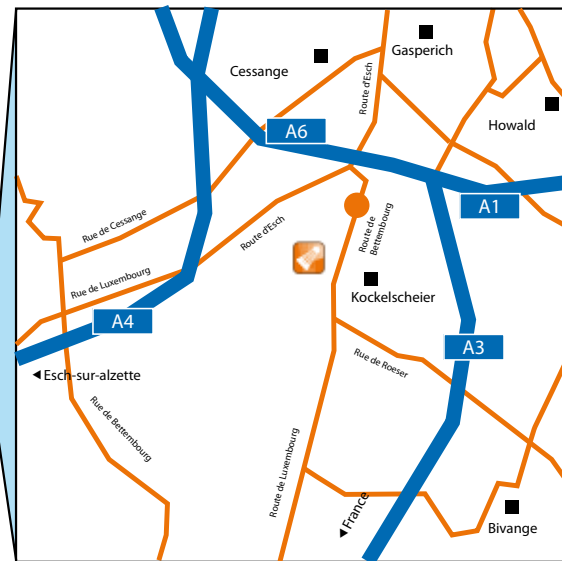 Gasperich
Cessange
Route d'Esch
Howald
A6
A1
Rue de Cessange
Route d'Esch
Route de
Bettembourg
Rue de Luxembourg
Kockelscheier
A4
A3
Rue de Roeser
Esch-sur-alzette
Rue de Bettembourg
Route de Luxembourg
France
Bivange